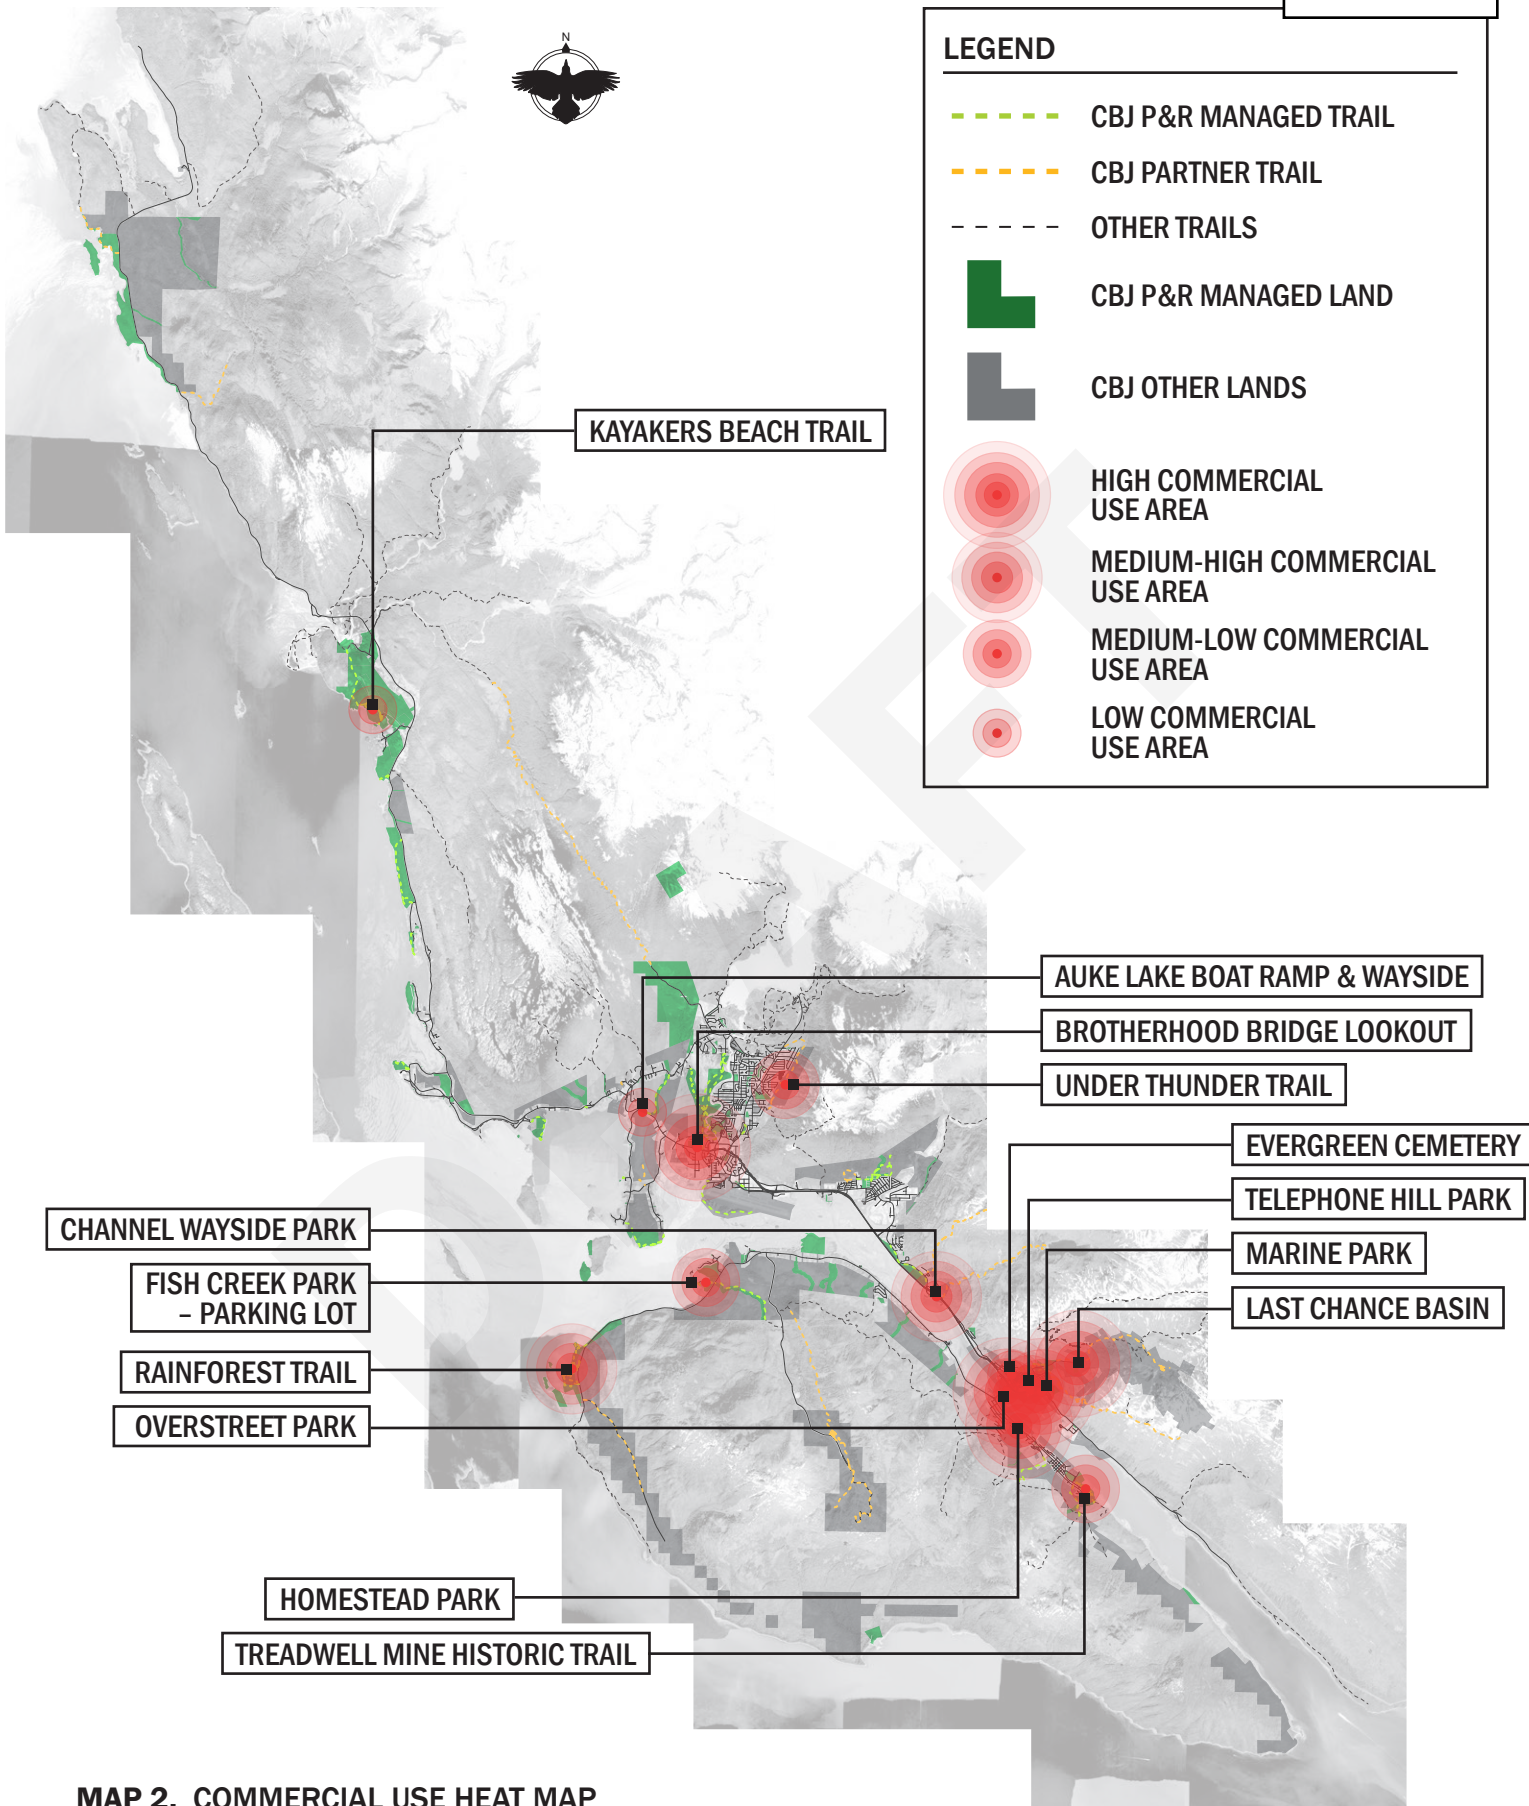 N
LEGEND
CBJ P&R MANAGED TRAIL
CBJ PARTNER TRAIL
OTHER TRAILS
CBJ P&R MANAGED LAND
CBJ OTHER LANDS
HIGH COMMERCIAL
USE AREA
MEDIUM-HIGH COMMERCIAL
USE AREA
MEDIUM-LOW COMMERCIAL
USE AREA
LOW COMMERCIAL
USE AREA
KAYAKERS BEACH TRAIL
AUKE LAKE BOAT RAMP & WAYSIDE
BROTHERHOOD BRIDGE LOOKOUT
UNDER THUNDER TRAIL
EVERGREEN CEMETERY
TELEPHONE HILL PARK
MARINE PARK
LAST CHANCE BASIN
CHANNEL WAYSIDE PARK
FISH CREEK PARK
– PARKING LOT
RAINFOREST TRAIL
OVERSTREET PARK
HOMESTEAD PARK
TREADWELL MINE HISTORIC TRAIL
DRAFT
MAP 2. COMMERCIAL USE HEAT MAP